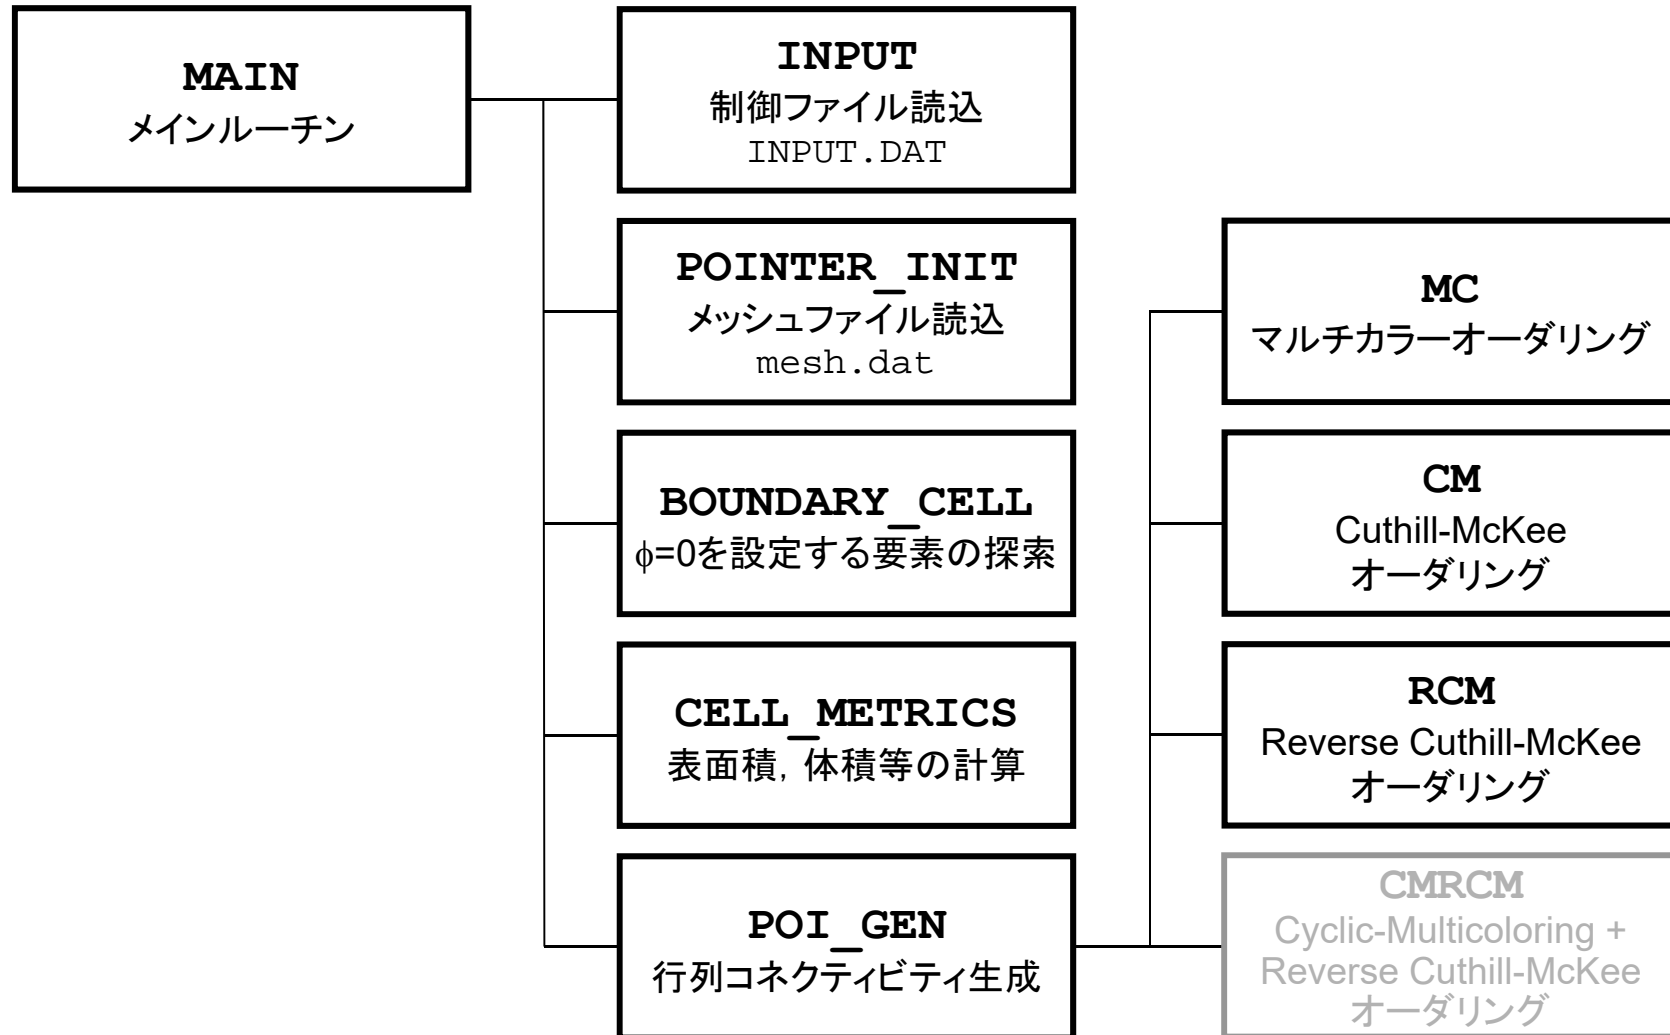 MAIN
メインルーチン
INPUT
制御ファイル読込
INPUT.DAT
POINTER_INIT
メッシュファイル読込
mesh.dat
BOUNDARY_CELL
φ=0を設定する要素の探索
CELL_METRICS
表面積, 体積等の計算
POI_GEN
行列コネクティビティ生成
MC
マルチカラーオーダリング
CM
Cuthill-McKee
オーダリング
RCM
Reverse Cuthill-McKee
オーダリング
CMRCM
Cyclic-Multicoloring +
Reverse Cuthill-McKee
オーダリング